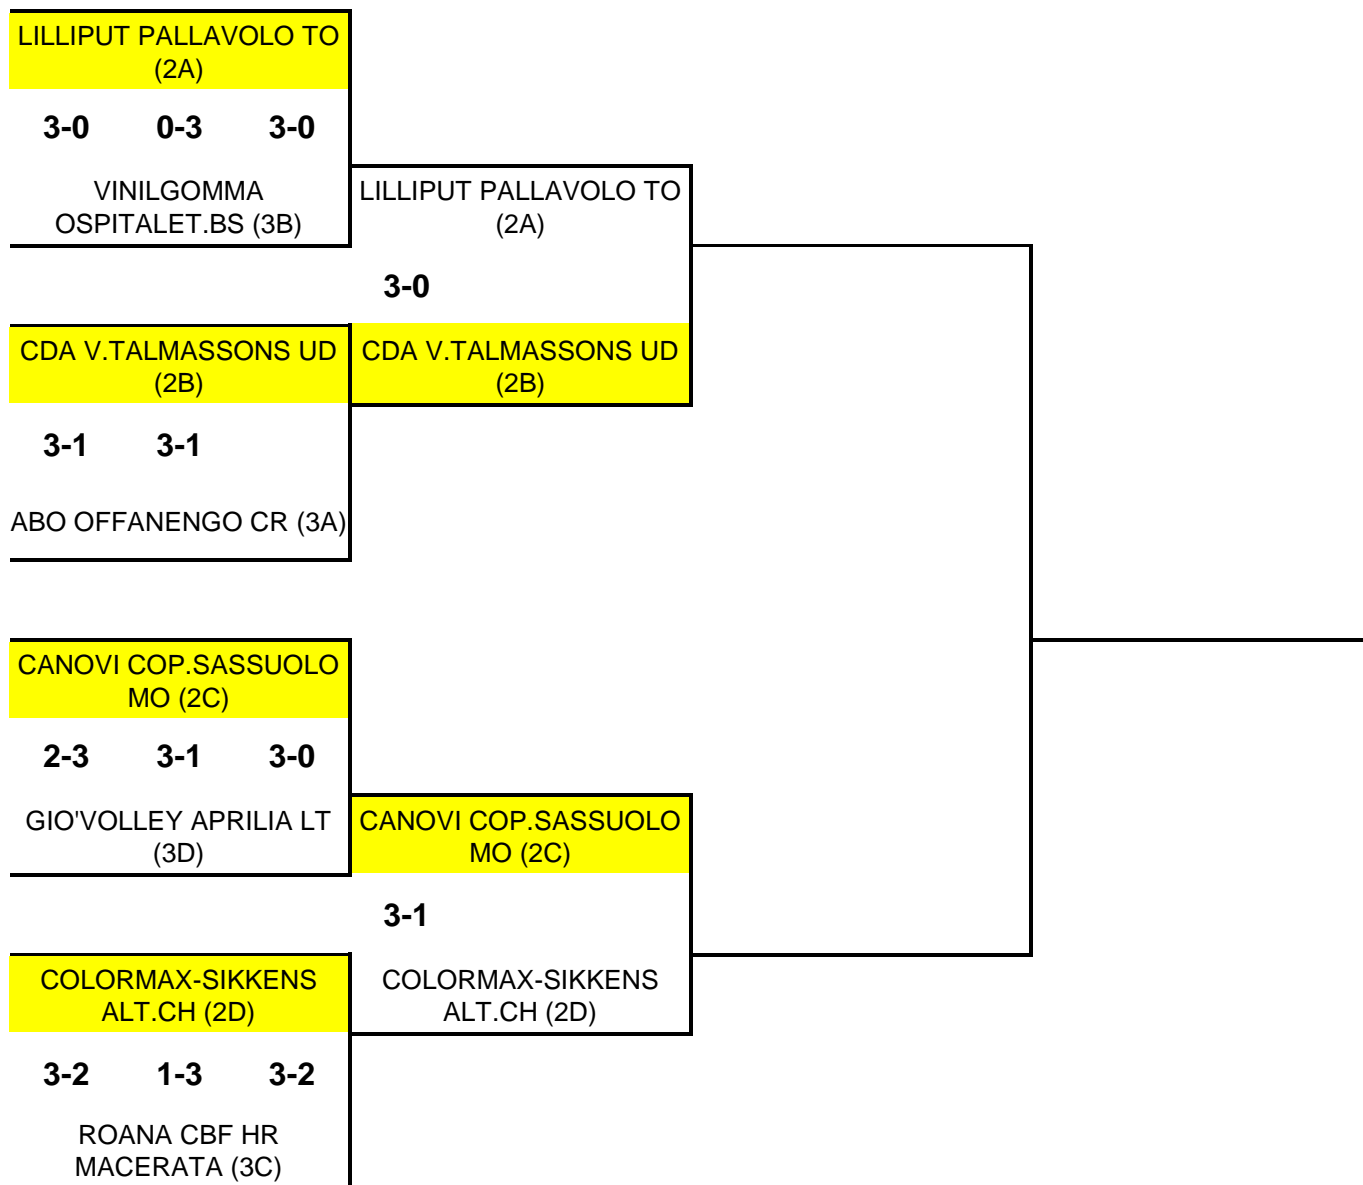 LILLIPUT PALLAVOLO TO
(2A)
3-0 0-3 3-0
VINILGOMMA
OSPITALET.BS (3B)
LILLIPUT PALLAVOLO TO
(2A)
3-0
CDA V.TALMASSONS UD
(2B)
CDA V.TALMASSONS UD
(2B)
3-1 3-1
ABO OFFANENGO CR (3A)
CANOVI COP.SASSUOLO
MO (2C)
2-3 3-1 3-0
GIO'VOLLEY APRILIA LT
(3D)
CANOVI COP.SASSUOLO
MO (2C)
3-1
COLORMAX-SIKKENS
ALT.CH (2D)
COLORMAX-SIKKENS
ALT.CH (2D)
3-2 1-3 3-2
ROANA CBF HR
MACERATA (3C)